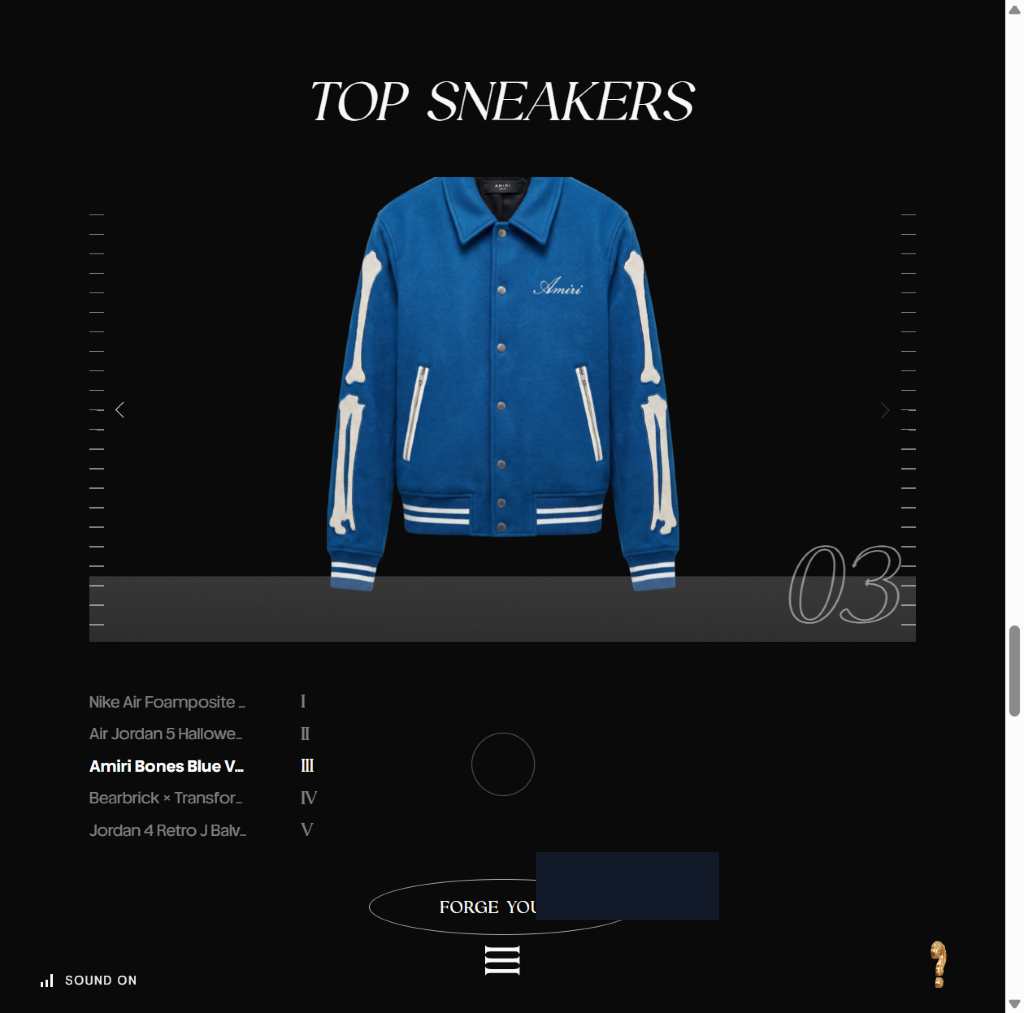 TOP SNEAKERS
AMIRI
Amiri
03
Nike Air Foamposite ...
I
Air Jordan 5 Hallowe...
II
Amiri Bones Blue V...
III
Bearbrick × Transfor...
IV
Jordan 4 Retro J Balv...
V
FORGE
SOUND ON